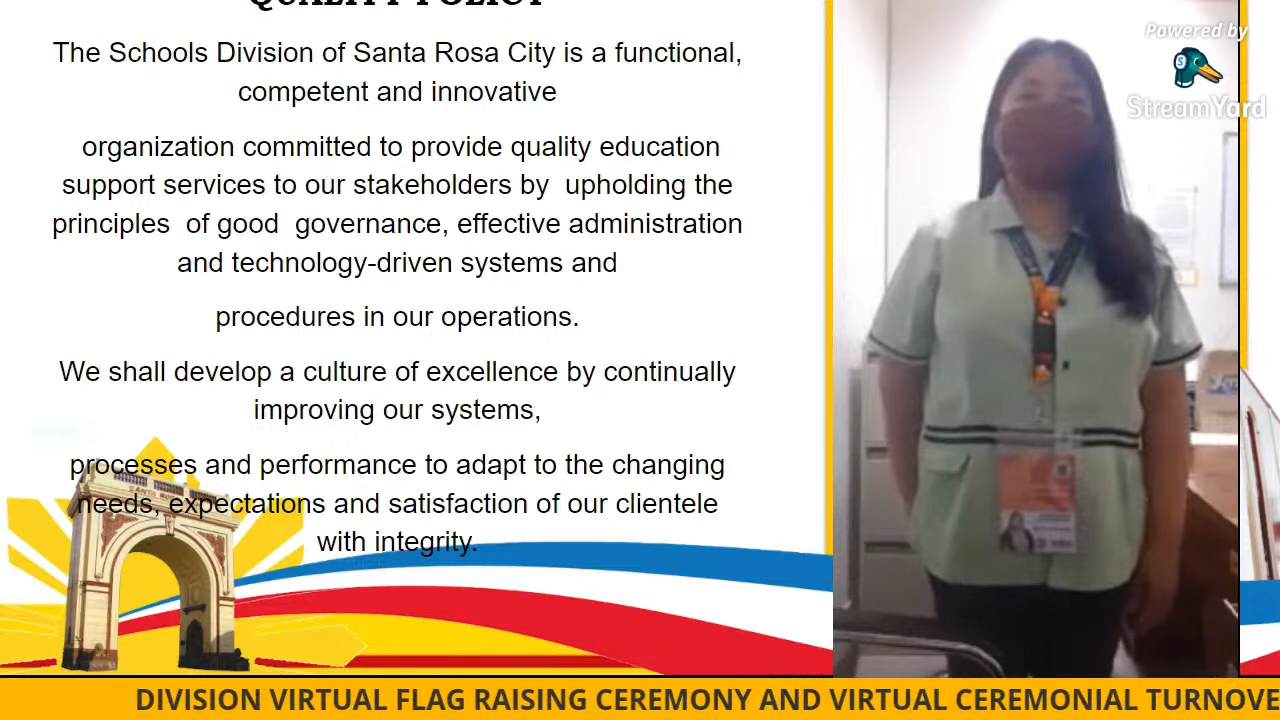 QUALITY POLICY
The Schools Division of Santa Rosa City is a functional,
competent and innovative
organization committed to provide quality education
support services to our stakeholders by upholding the
principles of good governance, effective administration
and technology-driven systems and
procedures in our operations.
We shall develop a culture of excellence by continually
improving our systems,
processes and performance to adapt to the changing
needs, expectations and satisfaction of our clientele
with integrity.
SANTA ROSA
Powered by
StreamYard
DIVISION VIRTUAL FLAG RAISING CEREMONY AND VIRTUAL CEREMONIAL TURNOVE